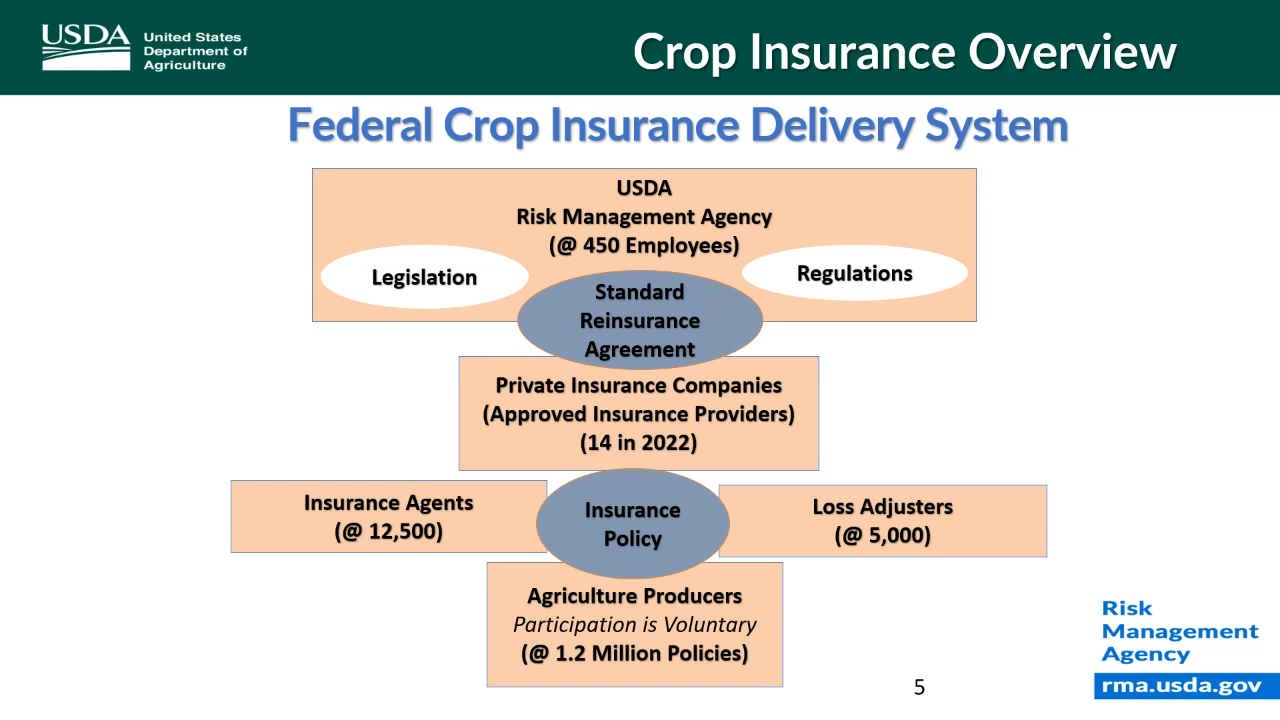 USDA
United States
Department of
Agriculture
Crop Insurance Overview
Federal Crop Insurance Delivery System
USDA
Risk Management Agency
(@ 450 Employees)
Legislation
Regulations
Standard
Reinsurance
Agreement
Private Insurance Companies
(Approved Insurance Providers)
(14 in 2022)
Insurance Agents
(@ 12,500)
Insurance
Policy
Loss Adjusters
(@ 5,000)
Agriculture Producers
Participation is Voluntary
(@ 1.2 Million Policies)
Risk
Management
Agency
rma.usda.gov
5